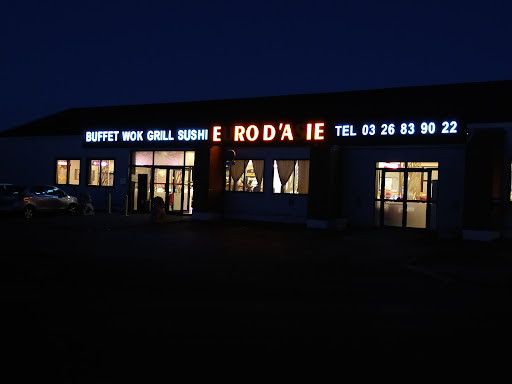 BUFFET WOK GRILL SUSHI E ROD'A IE TEL 03 26 83 90 22